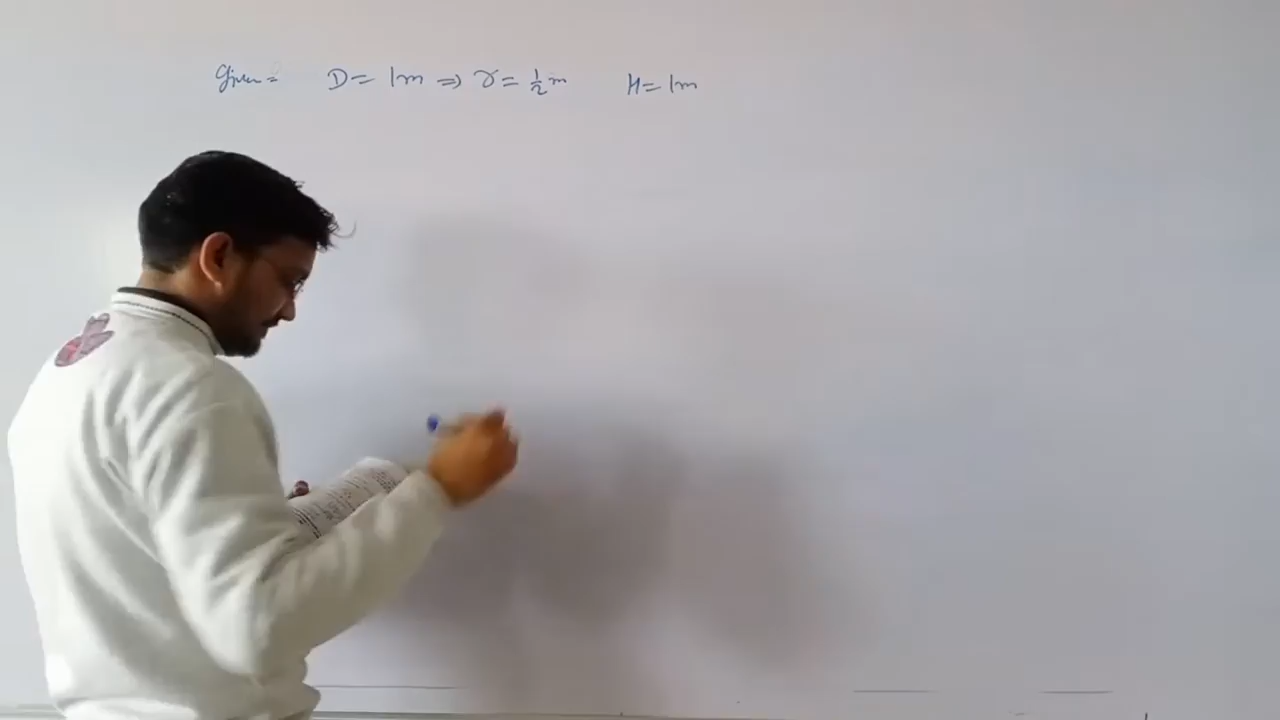 Given = D = 1m ⇒ r = 1/2 m H = 1m